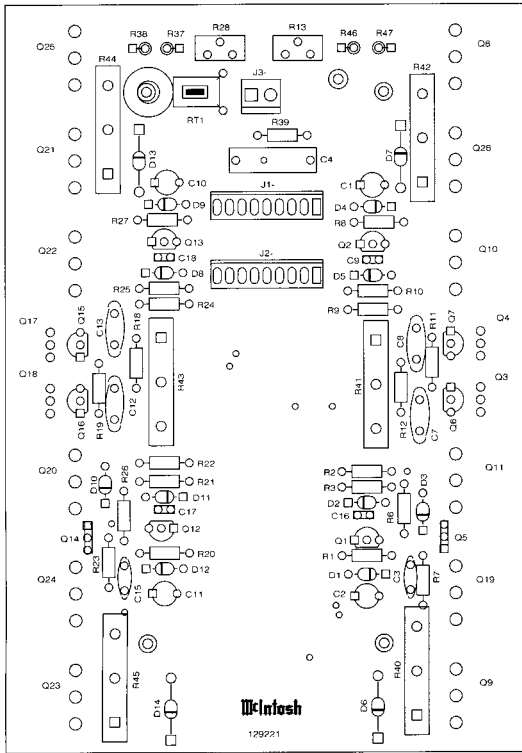 R38 R37 R28 R13 R46 R47
Q25 Q6
R44 J3- R42
RT1
R39
Q21 D13 C4 D7 Q26
C10 J1- C1
D9 D4
R27 R8
Q13 Q2
Q22 C18 J2- C9 Q10
D8 D5
R25 R10
R24 R9
Q17 Q15 C13 R18 C8 R11 Q7 Q4
R43 R41
Q18 Q3
Q16 R19 C12 R12 C7 Q6
R22 R2
Q20 D10 R26 R21 R3 D3 Q11
D11 D2 R6
C17 C16
Q14 Q12 Q1 Q5
R23 R20 R1
Q24 C15 D12 D1 C3 R7 Q19
C11 C2
Q23 R45 R40 Q9
D14 D6
McIntosh
129221